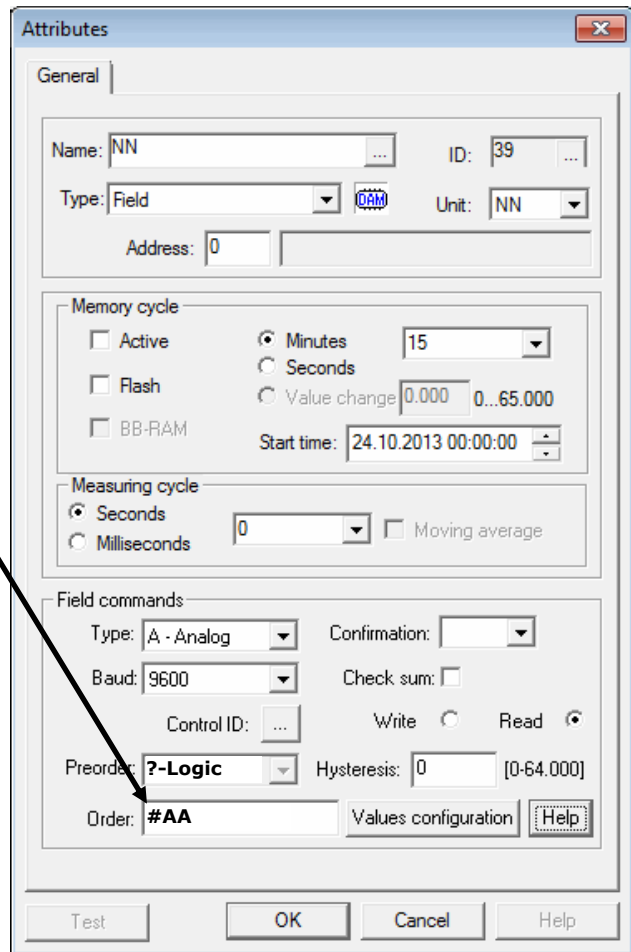 Attributes
General
Name: NN ... ID: 39 ...
Type: Field DAM Unit: NN
Address: 0
Memory cycle
Active Minutes 15
Seconds
Flash
Value change 0.000 0...65.000
BB-RAM
Start time: 24.10.2013 00:00:00
Measuring cycle
Seconds
0 Moving average
Milliseconds
Field commands
Type: A - Analog Confirmation:
Baud: 9600 Check sum:
Control ID: ... Write Read
Preorder: ?-Logic Hysteresis: 0 [0-64.000]
Order: #AA Values configuration Help
Test OK Cancel Help